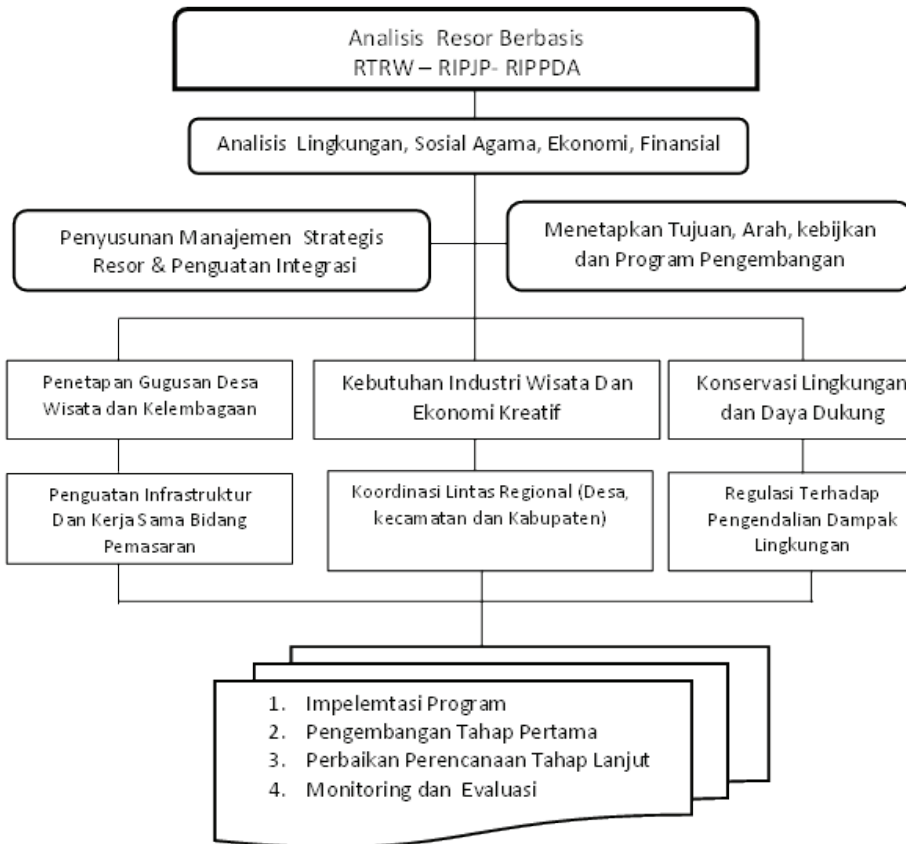 Analisis Resor Berbasis
RTRW – RIPJP- RIPPDA
Analisis Lingkungan, Sosial Agama, Ekonomi, Finansial
Penyusunan Manajemen Strategis
Resor & Penguatan Integrasi
Menetapkan Tujuan, Arah, kebijkan
dan Program Pengembangan
Penetapan Gugusan Desa
Wisata dan Kelembagaan
Kebutuhan Industri Wisata Dan
Ekonomi Kreatif
Konservasi Lingkungan
dan Daya Dukung
Penguatan Infrastruktur
Dan Kerja Sama Bidang
Pemasaran
Koordinasi Lintas Regional (Desa,
kecamatan dan Kabupaten)
Regulasi Terhadap
Pengendalian Dampak
Lingkungan
1. Impelemtasi Program
2. Pengembangan Tahap Pertama
3. Perbaikan Perencanaan Tahap Lanjut
4. Monitoring dan Evaluasi